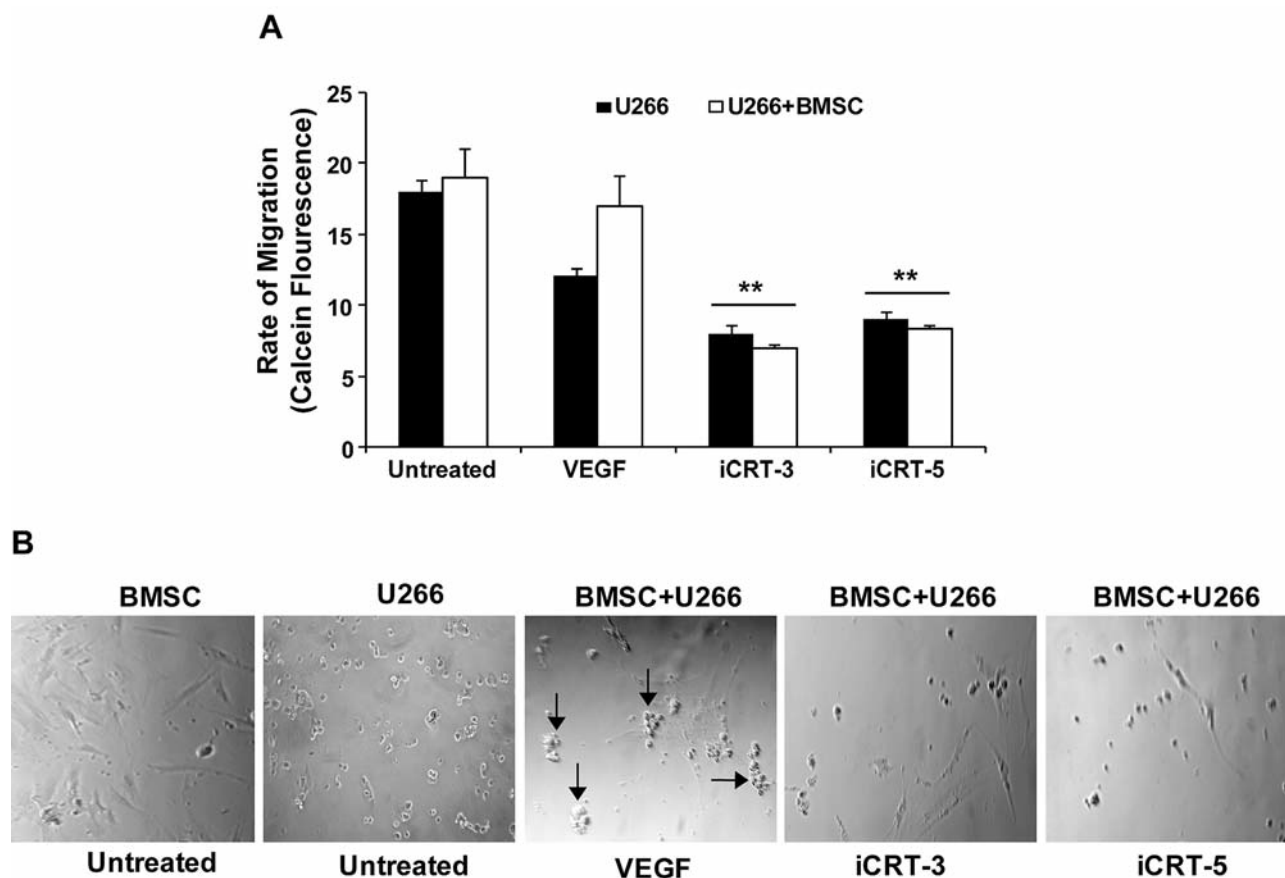 A
Rate of Migration
(Calcein Flourescence)
25
20
15
10
5
0
U266
U266+BMSC
**
**
Untreated
VEGF
iCRT-3
iCRT-5
B
BMSC
U266
BMSC+U266
BMSC+U266
BMSC+U266
Untreated
Untreated
VEGF
iCRT-3
iCRT-5